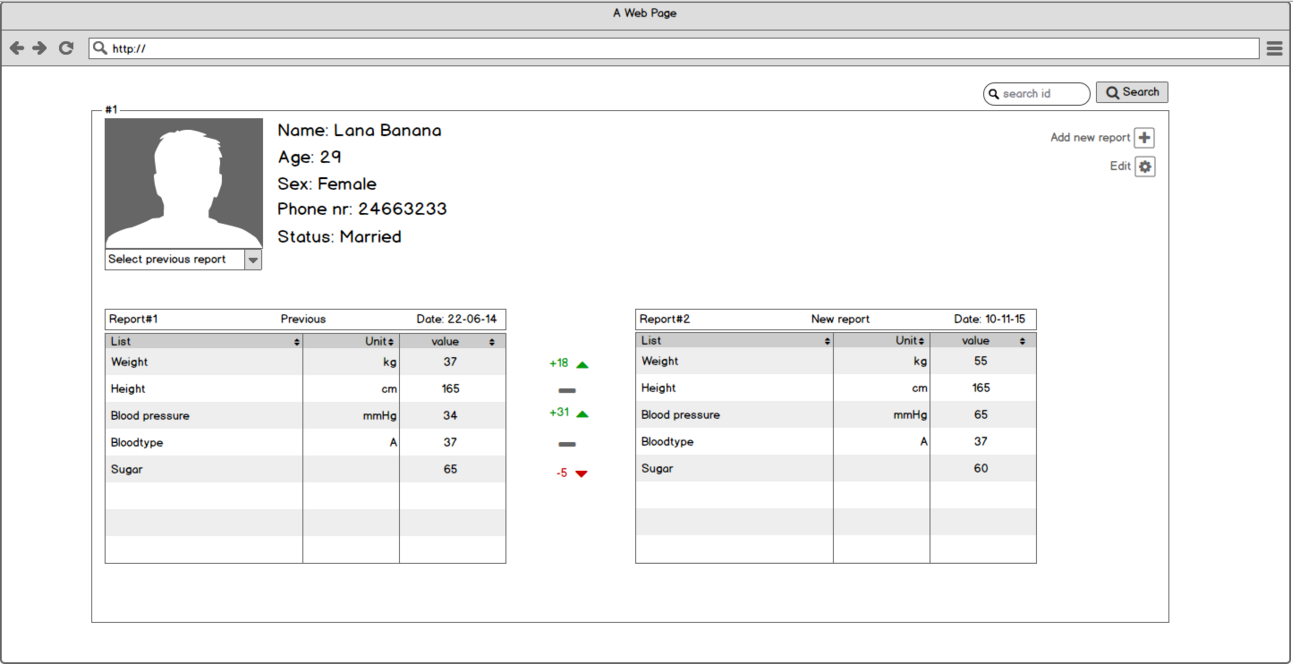 A Web Page
http://
search id
Search
#1
Name: Lana Banana
Age: 29
Sex: Female
Phone nr: 24663233
Status: Married
Add new report
Edit
Select previous report
Report#1 Previous Date: 22-06-14
List Unit value
Weight kg 37
Height cm 165
Blood pressure mmHg 34
Bloodtype A 37
Sugar 65
+18
+31
-5
Report#2 New report Date: 10-11-15
List Unit value
Weight kg 55
Height cm 165
Blood pressure mmHg 65
Bloodtype A 37
Sugar 60